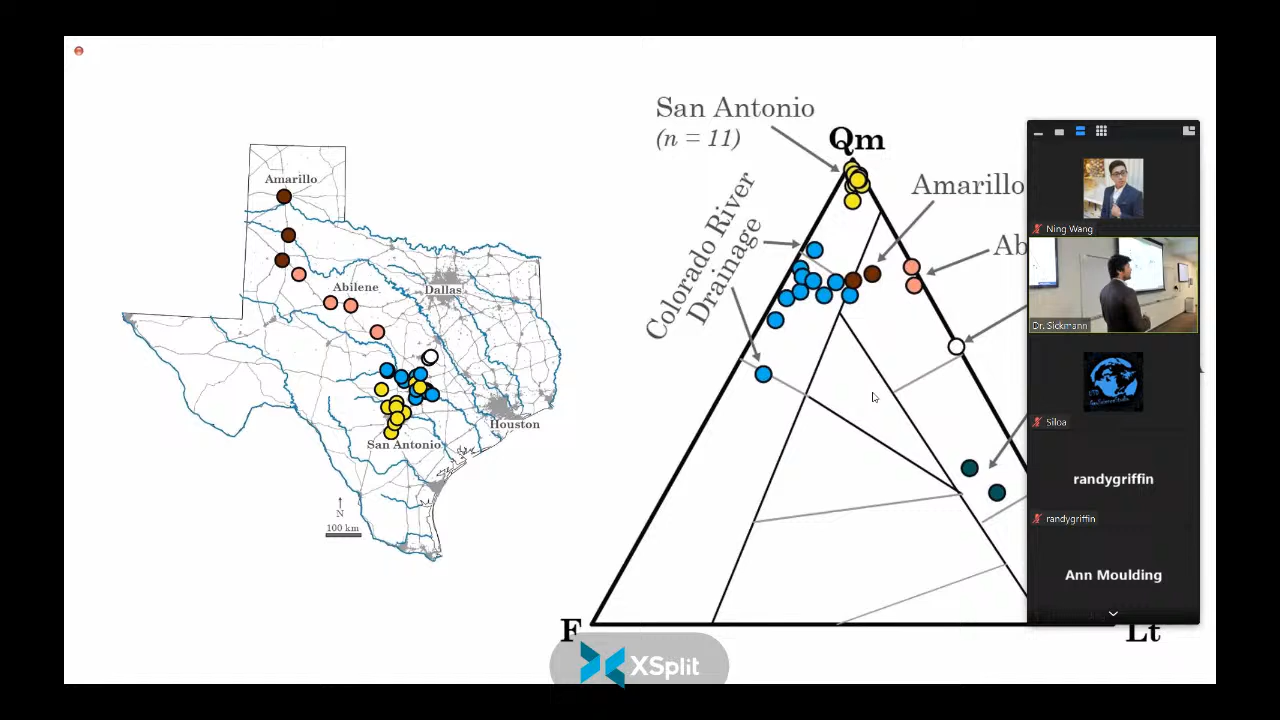 San Antonio
(n = 11)
Qm
Colorado River
Drainage
Amarillo
Ab
F
Lt
Amarillo
Abilene
Dallas
Houston
San Antonio
N
100 km
Ning Wang
Dr. Sickmann
Siloa
randygriffin
randygriffin
Ann Moulding
XSplit